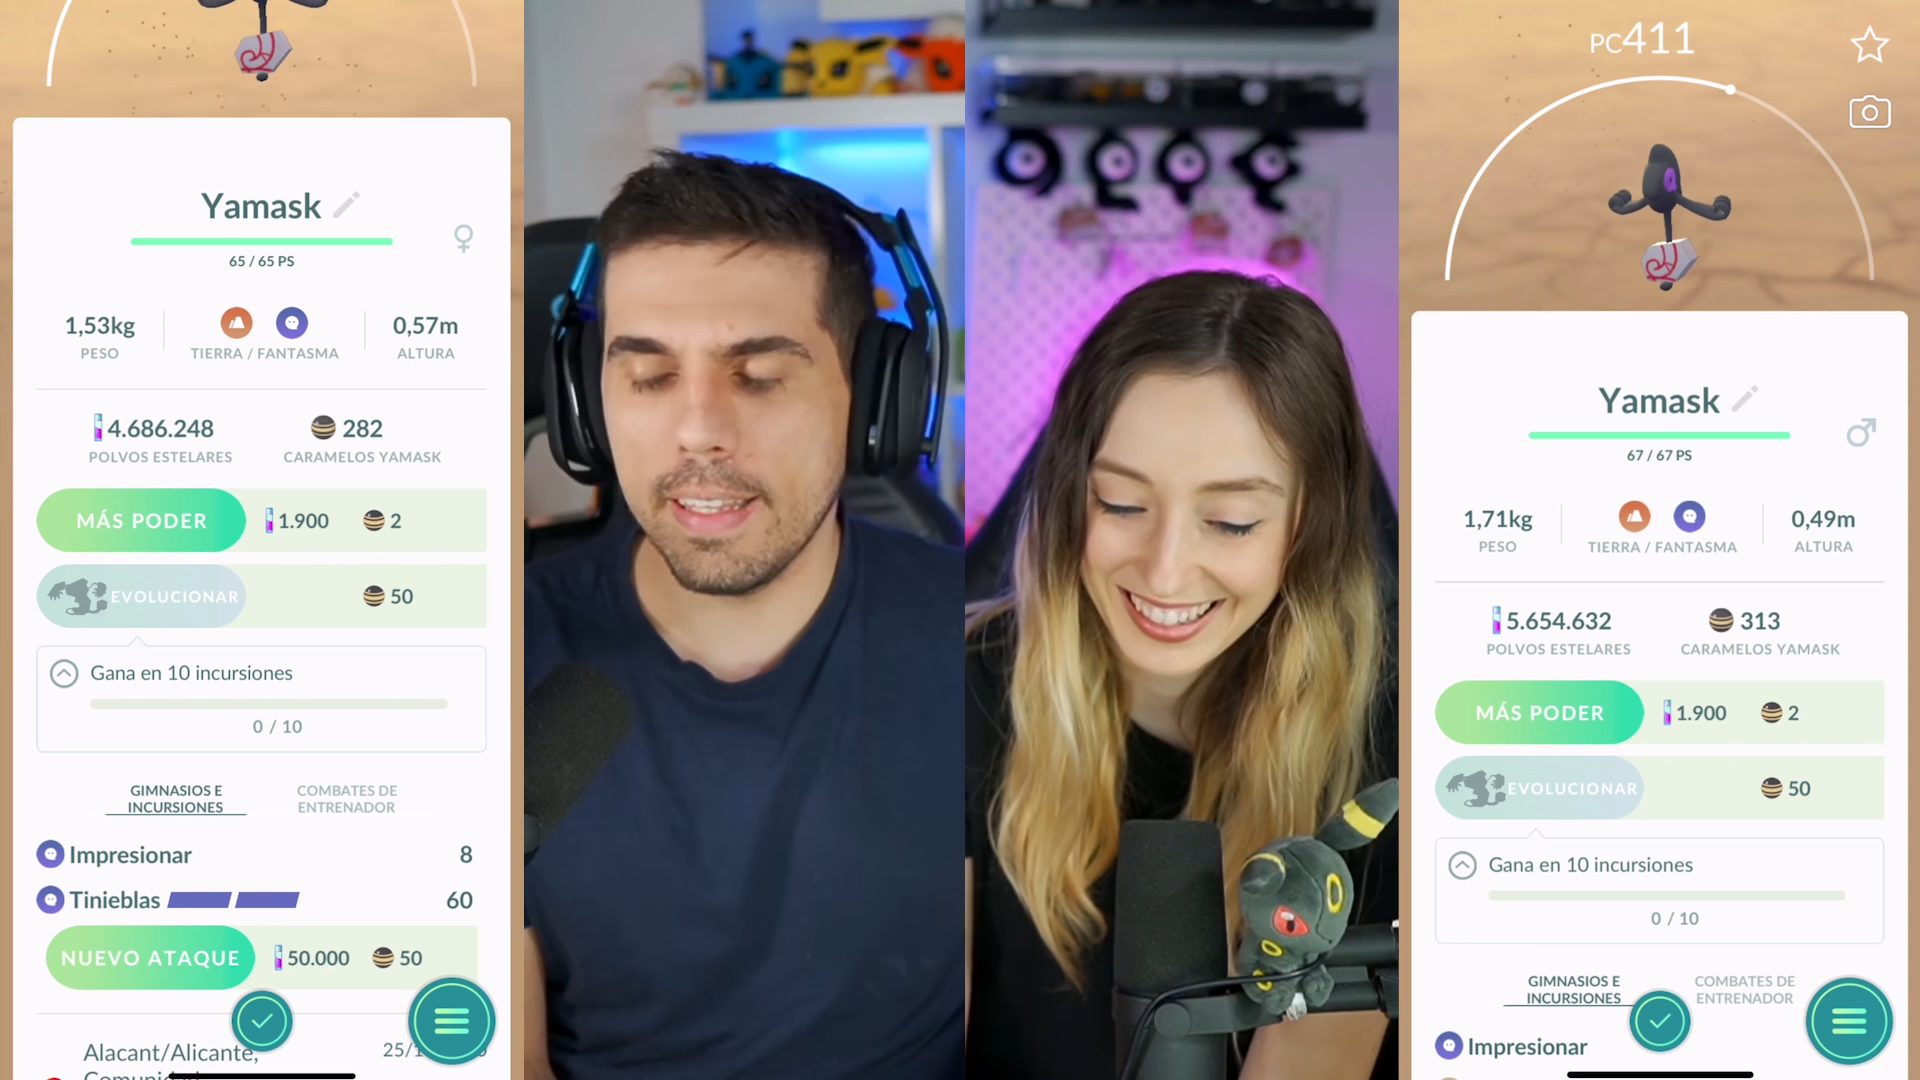 Yamask
65 / 65 PS
1,53kg
PESO
TIERRA / FANTASMA
0,57m
ALTURA
4.686.248
POLVOS ESTELARES
282
CARAMELOS YAMASK
MÁS PODER
1.900
2
EVOLUCIONAR
50
Gana en 10 incursiones
0 / 10
GIMNASIOS E
INCURSIONES
COMBATES DE
ENTRENADOR
Impresionar
8
Tinieblas
60
NUEVO ATAQUE
50.000
50
Alacant/Alicante,
PC411
Yamask
67 / 67 PS
1,71kg
PESO
TIERRA / FANTASMA
0,49m
ALTURA
5.654.632
POLVOS ESTELARES
313
CARAMELOS YAMASK
MÁS PODER
1.900
2
EVOLUCIONAR
50
Gana en 10 incursiones
0 / 10
GIMNASIOS E
INCURSIONES
COMBATES DE
ENTRENADOR
Impresionar